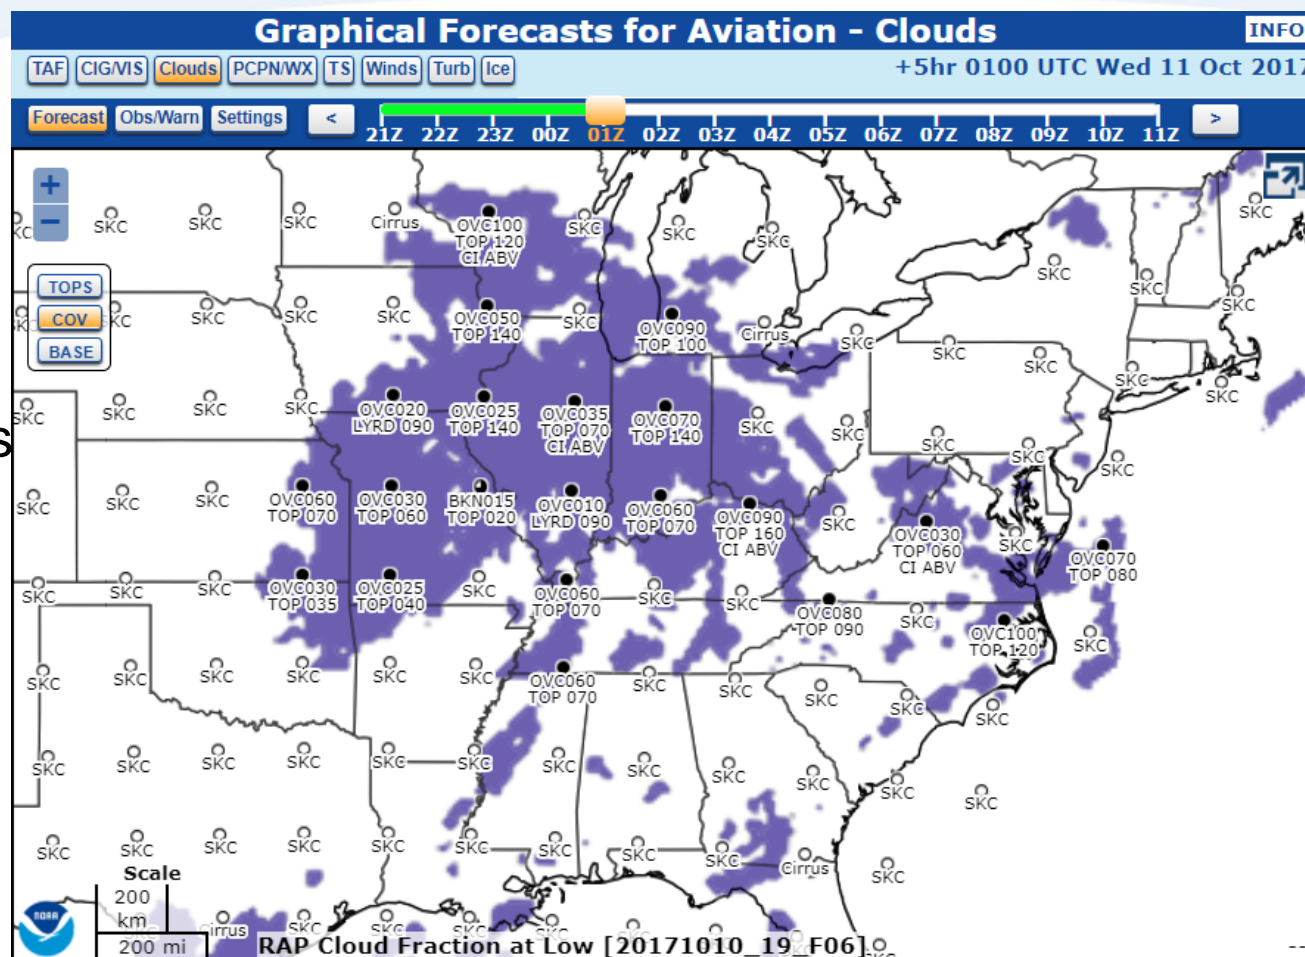 Graphical Forecasts for Aviation - Clouds
INFO
TAF CIG/VIS Clouds PCPN/WX TS Winds Turb Ice
+5hr 0100 UTC Wed 11 Oct 2017
Forecast Obs/Warn Settings < >
21Z 22Z 23Z 00Z 01Z 02Z 03Z 04Z 05Z 06Z 07Z 08Z 09Z 10Z 11Z
+
−
TOPS
COV
BASE
s
SKC SKC SKC Cirrus
OVC100
TOP 120
CI ABV
SKC SKC SKC SKC
SKC SKC SKC SKC
SKC SKC SKC
OVC050
TOP 140
SKC
OVC090
TOP 100
Cirrus SKC SKC SKC
SKC SKC
SKC SKC SKC SKC
OVC020
LYRD 090
OVC025
TOP 140
OVC035
TOP 070
CI ABV
OVC070
TOP 140
SKC SKC SKC SKC SKC
SKC SKC SKC
OVC060
TOP 070
OVC030
TOP 060
BKN015
TOP 020
OVC010
LYRD 090
OVC060
TOP 070
OVC090
TOP 160
CI ABV
SKC
OVC030
TOP 060
CI ABV
SKC
OVC070
TOP 080
SKC SKC SKC
OVC030
TOP 035
OVC025
TOP 040
SKC
OVC060
TOP 070
SKC SKC
OVC080
TOP 090
SKC
OVC100
TOP 120
SKC
SKC SKC SKC SKC SKC SKC
OVC060
TOP 070
SKC SKC SKC SKC SKC
SKC SKC SKC SKC SKC SKC SKC SKC SKC SKC SKC SKC
SKC SKC SKC SKC SKC SKC SKC SKC SKC Cirrus SKC
Scale
200
km
200 mi
NOAA
SKC SKC SKC SKC SKC
RAP Cloud Fraction at Low [20171010_19_F06]